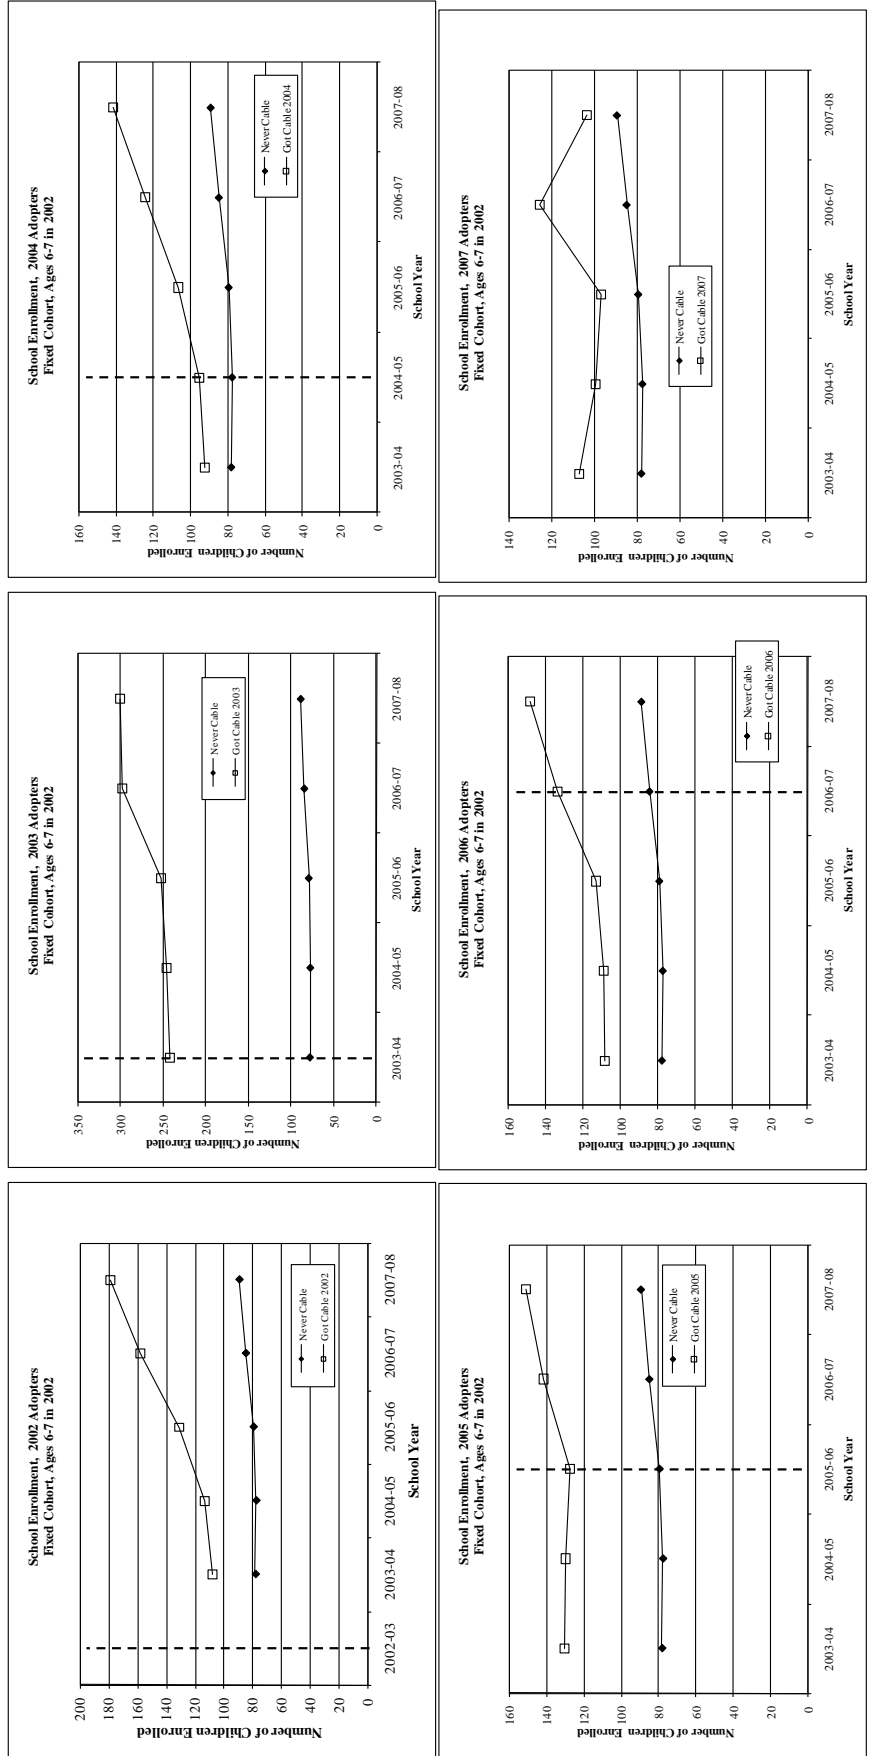 School Enrollment, 2002 Adopters
Fixed Cohort, Ages 6-7 in 2002
Number of Children Enrolled
200
180
160
140
120
100
80
60
40
20
0
2002-03
2003-04
2004-05
2005-06
2006-07
2007-08
School Year
Never Cable
Got Cable 2002
School Enrollment, 2003 Adopters
Fixed Cohort, Ages 6-7 in 2002
Number of Children Enrolled
350
300
250
200
150
100
50
0
2003-04
2004-05
2005-06
2006-07
2007-08
School Year
Never Cable
Got Cable 2003
School Enrollment, 2004 Adopters
Fixed Cohort, Ages 6-7 in 2002
Number of Children Enrolled
160
140
120
100
80
60
40
20
0
2003-04
2004-05
2005-06
2006-07
2007-08
School Year
Never Cable
Got Cable 2004
School Enrollment, 2005 Adopters
Fixed Cohort, Ages 6-7 in 2002
Number of Children Enrolled
160
140
120
100
80
60
40
20
0
2003-04
2004-05
2005-06
2006-07
2007-08
School Year
Never Cable
Got Cable 2005
School Enrollment, 2006 Adopters
Fixed Cohort, Ages 6-7 in 2002
Number of Children Enrolled
160
140
120
100
80
60
40
20
0
2003-04
2004-05
2005-06
2006-07
2007-08
School Year
Never Cable
Got Cable 2006
School Enrollment, 2007 Adopters
Fixed Cohort, Ages 6-7 in 2002
Number of Children Enrolled
140
120
100
80
60
40
20
0
2003-04
2004-05
2005-06
2006-07
2007-08
School Year
Never Cable
Got Cable 2007